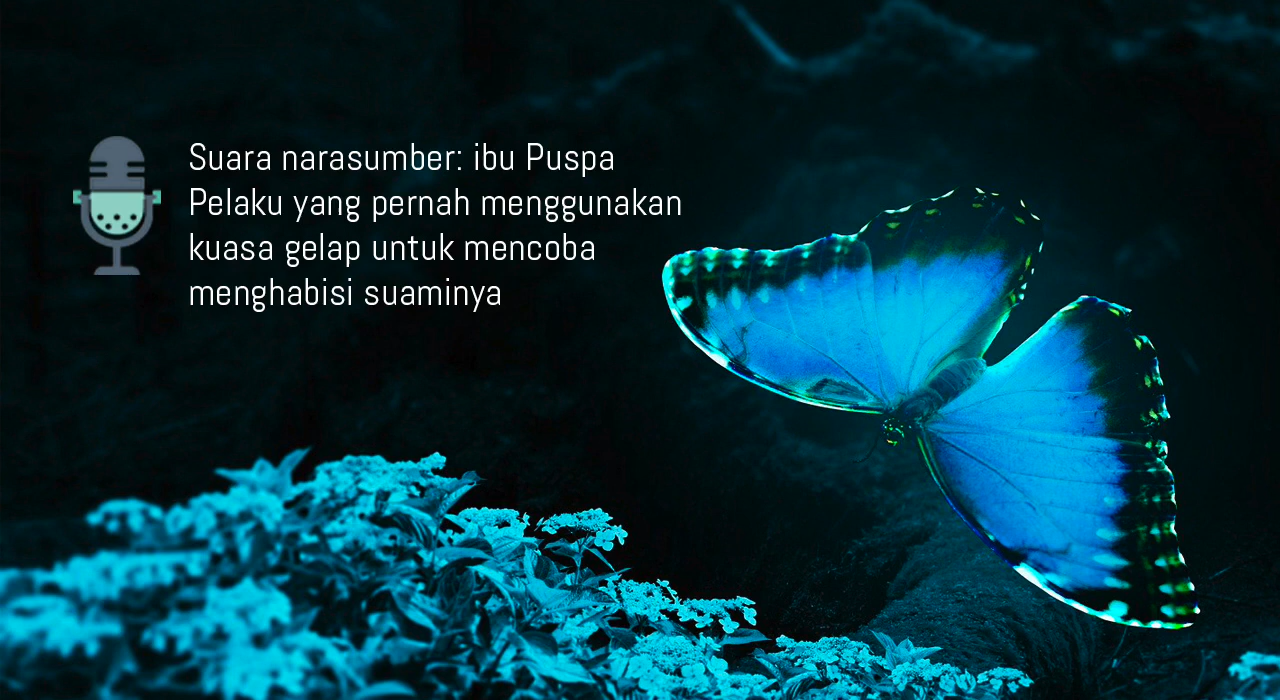 Suara narasumber: ibu Puspa
Pelaku yang pernah menggunakan
kuasa gelap untuk mencoba
menghabisi suaminya